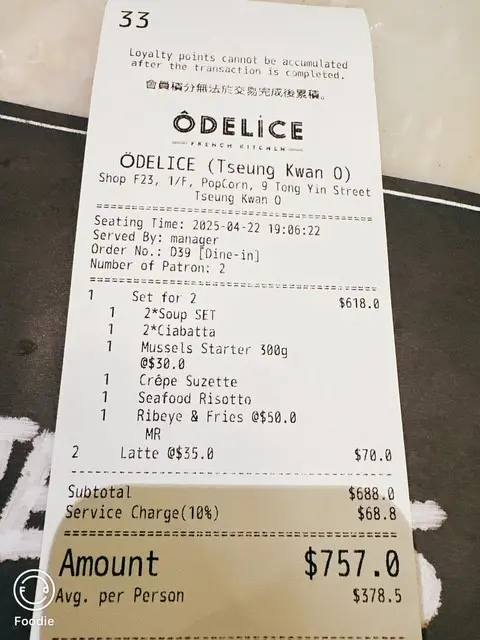 33
Loyalty points cannot be accumulated
after the transaction is completed.
會員積分無法於交易完成後累積。
ÔDELİCE
FRENCH KITCHEN
ÖDELICE (Tseung Kwan O)
Shop F23, 1/F, PopCorn, 9 Tong Yin Street
Tseung Kwan O
Seating Time: 2025-04-22 19:06:22
Served By: manager
Order No.: D39 [Dine-in]
Number of Patron: 2
1 Set for 2 $618.0
1 2*Soup SET
1 2*Ciabatta
1 Mussels Starter 300g
@$30.0
1 Crêpe Suzette
1 Seafood Risotto
1 Ribeye & Fries @$50.0
MR
2 Latte @$35.0 $70.0
Subtotal $688.0
Service Charge(10%) $68.8
Amount $757.0
Avg. per Person $378.5
Foodie